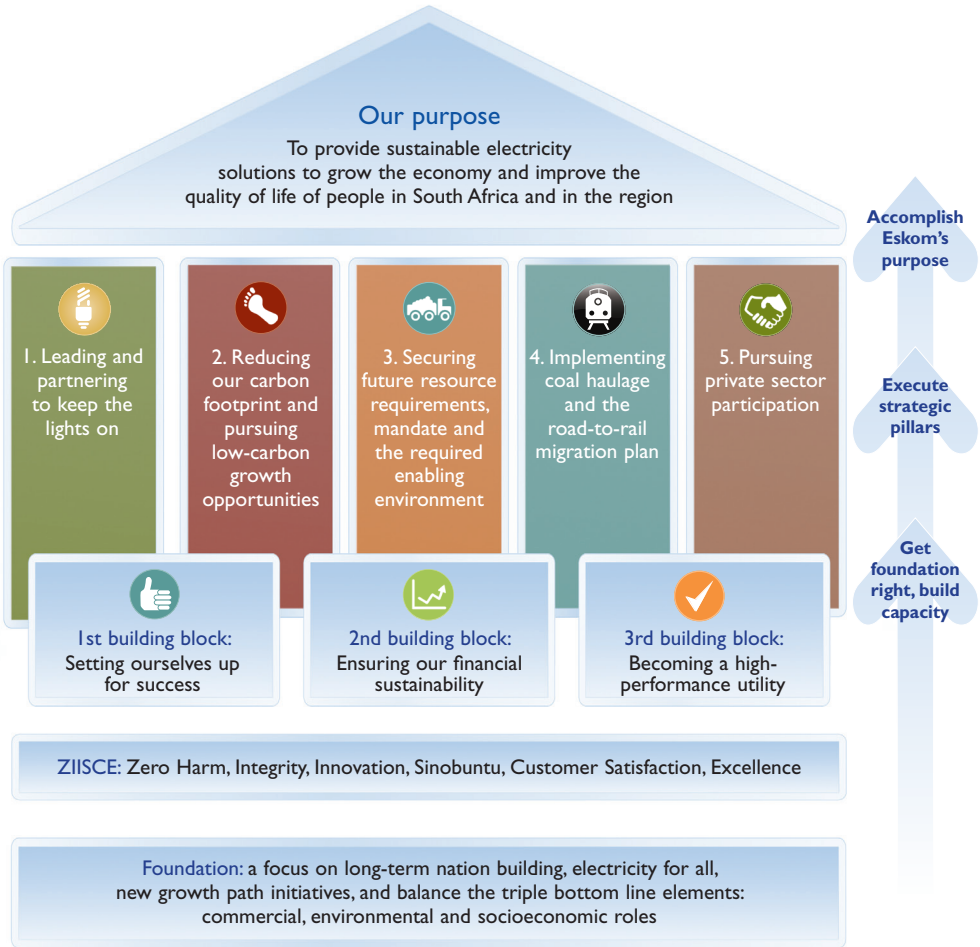 Our purpose
To provide sustainable electricity
solutions to grow the economy and improve the
quality of life of people in South Africa and in the region
1. Leading and
partnering
to keep the
lights on
2. Reducing
our carbon
footprint and
pursuing
low-carbon
growth
opportunities
3. Securing
future resource
requirements,
mandate and
the required
enabling
environment
4. Implementing
coal haulage
and the
road-to-rail
migration plan
5. Pursuing
private sector
participation
1st building block:
Setting ourselves up
for success
2nd building block:
Ensuring our financial
sustainability
3rd building block:
Becoming a high-
performance utility
ZIISCE: Zero Harm, Integrity, Innovation, Sinobuntu, Customer Satisfaction, Excellence
Foundation: a focus on long-term nation building, electricity for all,
new growth path initiatives, and balance the triple bottom line elements:
commercial, environmental and socioeconomic roles
Accomplish
Eskom's
purpose
Execute
strategic
pillars
Get
foundation
right, build
capacity